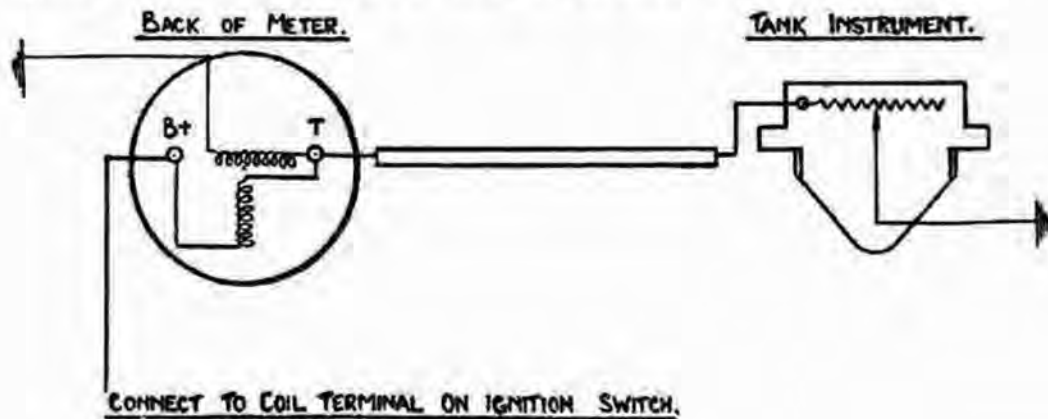 BACK OF METER.
TANK INSTRUMENT.
B+
T
CONNECT TO COIL TERMINAL ON IGNITION SWITCH.